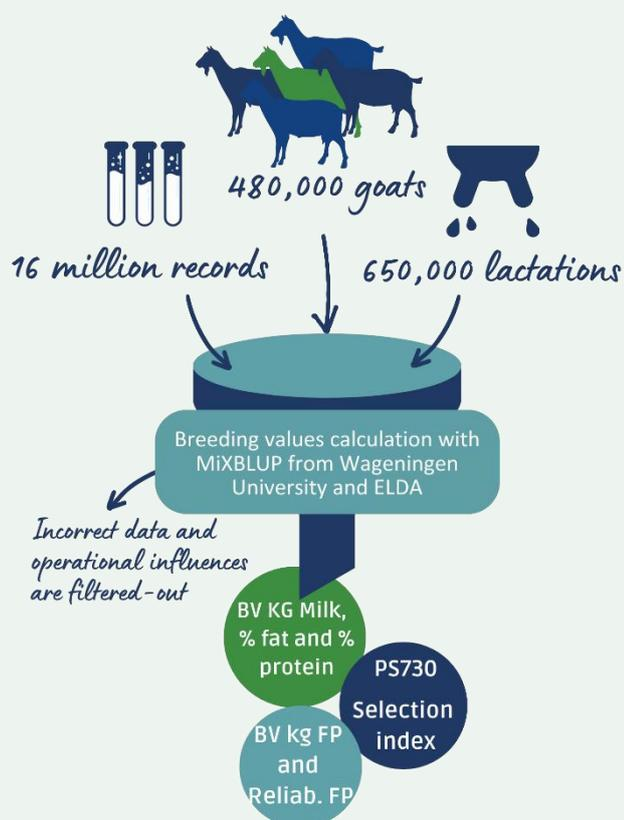 480,000 goats
16 million records
650,000 lactations
Breeding values calculation with
MiXBLUP from Wageningen
University and ELDA
Incorrect data and
operational influences
are filtered-out
BV KG Milk,
% fat and %
protein
PS730
Selection
index
BV kg FP
and
Reliab. FP